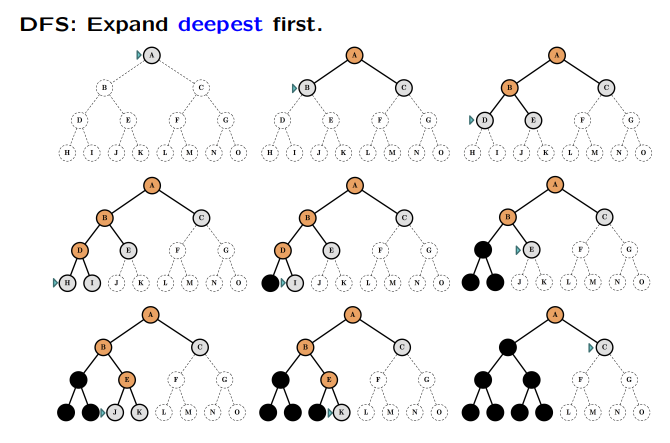 DFS: Expand deepest first.
A A A
B C B C B C
D E F G D E F G D E F G
H I J K L M N O H I J K L M N O H I J K L M N O
A A A
B C B C B C
D E F G D E F G E F G
H I J K L M N O I J K L M N O J K L M N O
A A A
B C B C C
E F G E F G F G
J K L M N O K L M N O L M N O